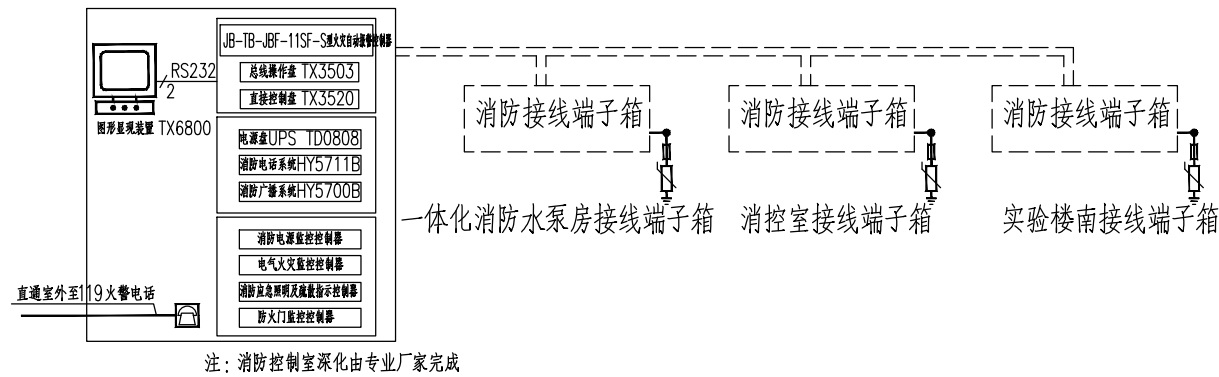 JB-TB-JBF-11SF-S型火灾自动报警控制器
RS232
2
总线操作盘 TX3503
直接控制盘 TX3520
图形显现装置 TX6800
电源盘UPS TD0808
消防电话系统HY5711B
消防广播系统HY5700B
消防电源监控控制器
电气火灾监控控制器
消防应急照明及疏散指示控制器
防火门监控控制器
直通室外至119火警电话
注：消防控制室深化由专业厂家完成
消防接线端子箱
一体化消防水泵房接线端子箱
消防接线端子箱
消控室接线端子箱
消防接线端子箱
实验楼南接线端子箱